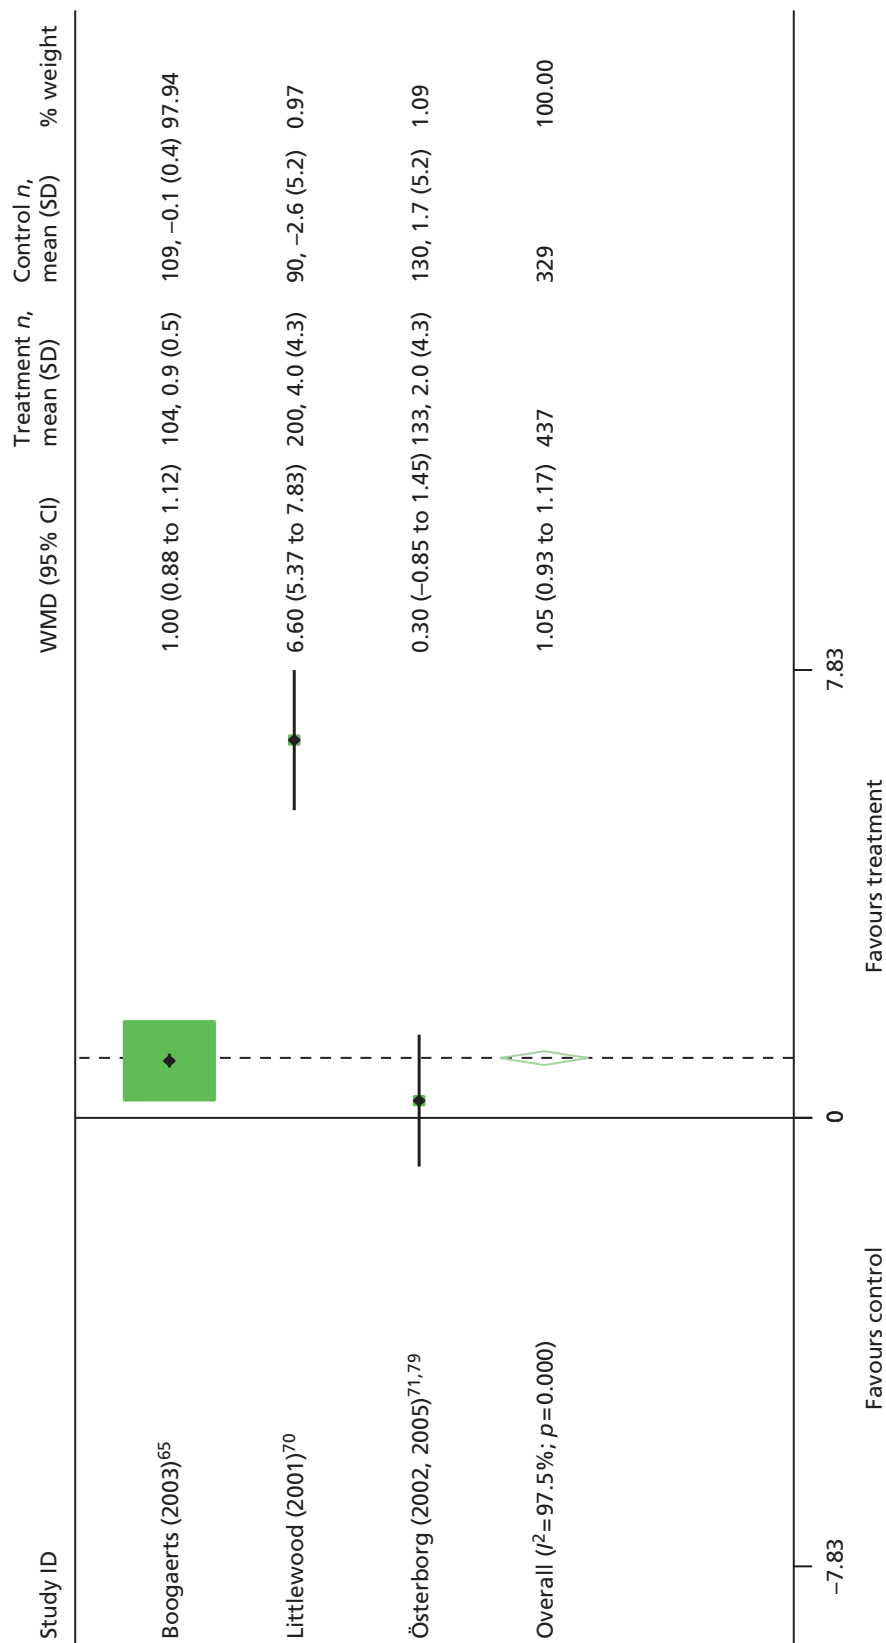 Study ID WMD (95% CI) Treatment n, mean (SD) Control n, mean (SD) % weight
Boogaerts (2003)65 1.00 (0.88 to 1.12) 104, 0.9 (0.5) 109, –0.1 (0.4) 97.94
Littlewood (2001)70 6.60 (5.37 to 7.83) 200, 4.0 (4.3) 90, –2.6 (5.2) 0.97
Österborg (2002, 2005)71,79 0.30 (–0.85 to 1.45) 133, 2.0 (4.3) 130, 1.7 (5.2) 1.09
Overall (I2=97.5%; p=0.000) 1.05 (0.93 to 1.17) 437 329 100.00
–7.83 0 7.83
Favours control Favours treatment